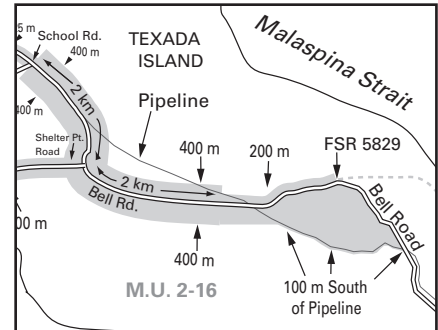 School Rd.
5 m
400 m
TEXADA
ISLAND
Malaspina Strait
2 km
Pipeline
400 m
Shelter Pt.
Road
400 m
200 m
FSR 5829
2 km
Bell Rd.
Bell Road
00 m
400 m
100 m South
of Pipeline
M.U. 2-16